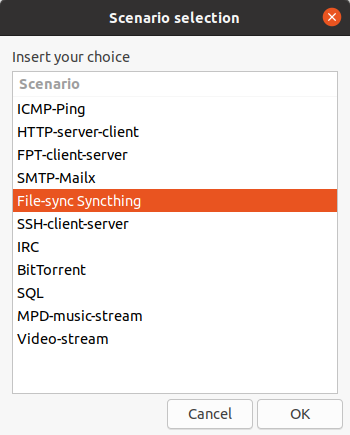 Scenario selection
Insert your choice
Scenario
ICMP-Ping
HTTP-server-client
FPT-client-server
SMTP-Mailx
File-sync Syncthing
SSH-client-server
IRC
BitTorrent
SQL
MPD-music-stream
Video-stream
Cancel OK